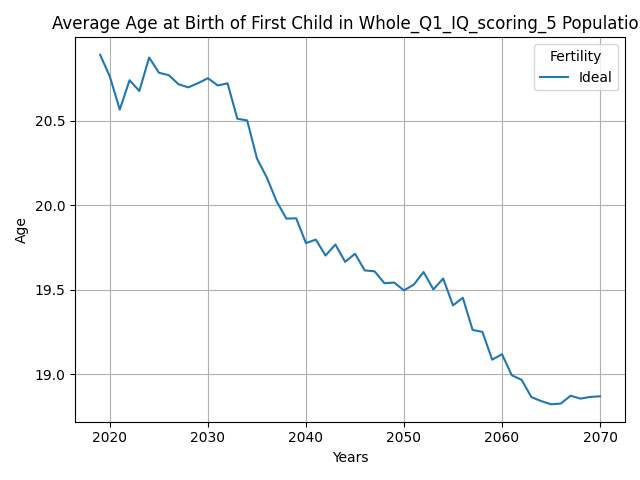 Average Age at Birth of First Child in Whole_Q1_IQ_scoring_5 Populatio
Fertility
Ideal
20.5
20.0
19.5
19.0
Age
2020 2030 2040 2050 2060 2070
Years